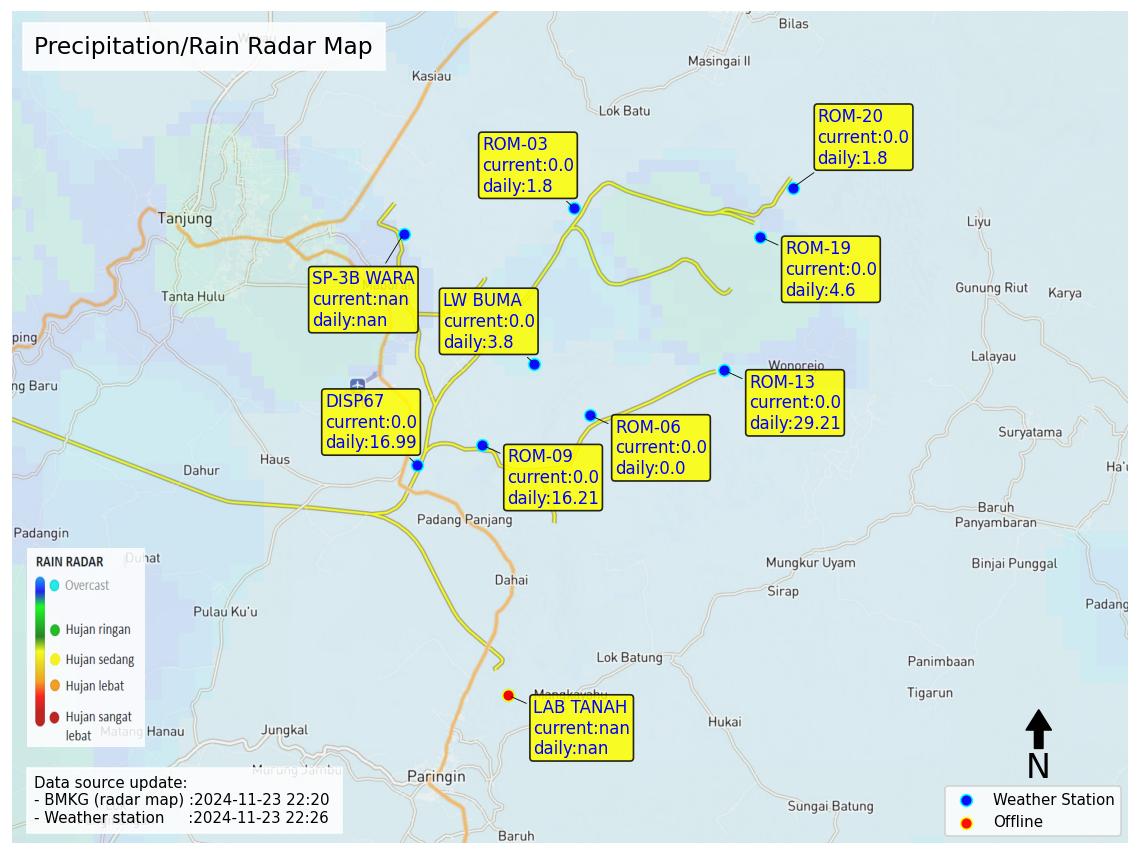 Precipitation/Rain Radar Map
Bilas
Masingai II
Kasiau
Lok Batu
ROM-20
current:0.0
daily:1.8
ROM-03
current:0.0
daily:1.8
Tanjung
Liyu
ROM-19
current:0.0
daily:4.6
SP-3B WARA
current:nan
daily:nan
Tanta Hulu
LW BUMA
current:0.0
daily:3.8
Gunung Riut
Karya
ping
Lalayau
Wonorejo
ng Baru
ROM-13
current:0.0
daily:29.21
DISP67
current:0.0
daily:16.99
ROM-06
current:0.0
daily:0.0
Suryatama
ROM-09
current:0.0
daily:16.21
Haus
Dahur
Ha'u
Baruh
Panyambaran
Padang Panjang
Padangin
RAIN RADAR
Overcast
Hujan ringan
Hujan sedang
Hujan lebat
Hujan sangat
lebat
Mungkur Uyam
Binjai Punggal
Dahai
Sirap
Padang
Pulau Ku'u
Lok Batung
Panimbaan
Tigarun
Mangkayahu
LAB TANAH
current:nan
daily:nan
Hukai
Jungkal
Matang Hanau
Murung Jambu
Paringin
N
Data source update:
- BMKG (radar map) :2024-11-23 22:20
- Weather station :2024-11-23 22:26
Weather Station
Offline
Sungai Batung
Baruh